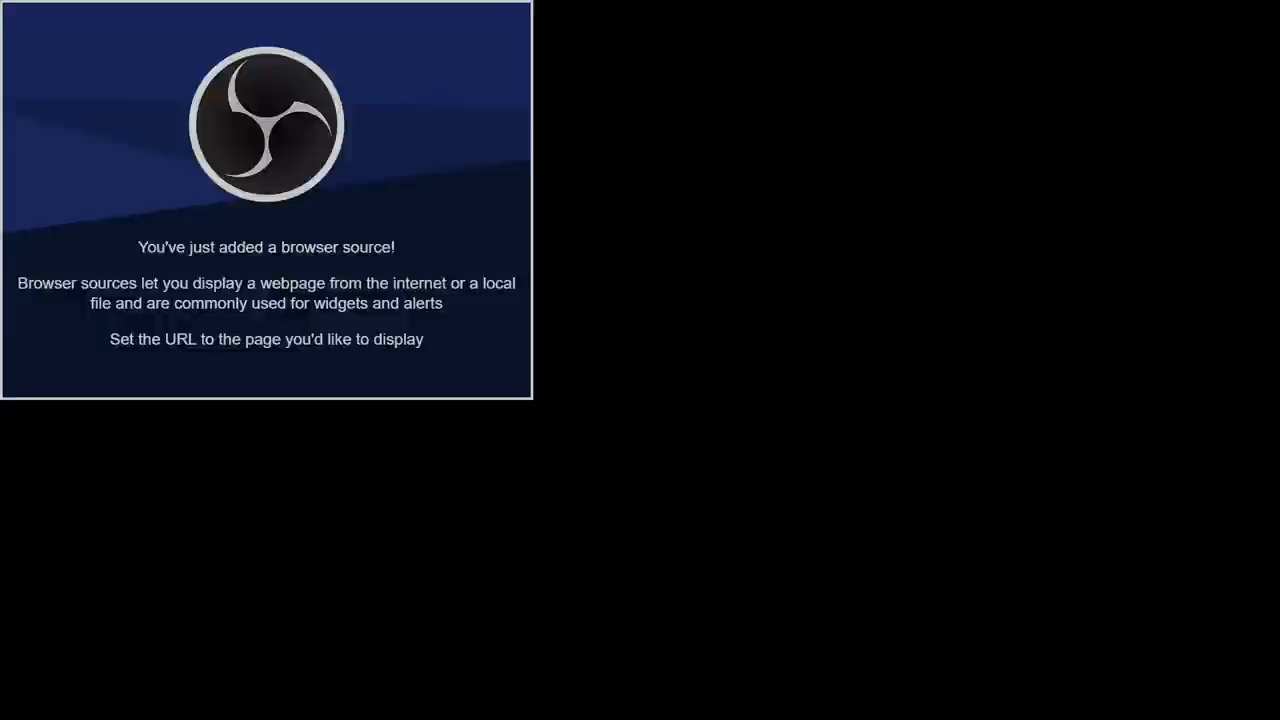 You've just added a browser source!
Browser sources let you display a webpage from the internet or a local
file and are commonly used for widgets and alerts
Set the URL to the page you'd like to display